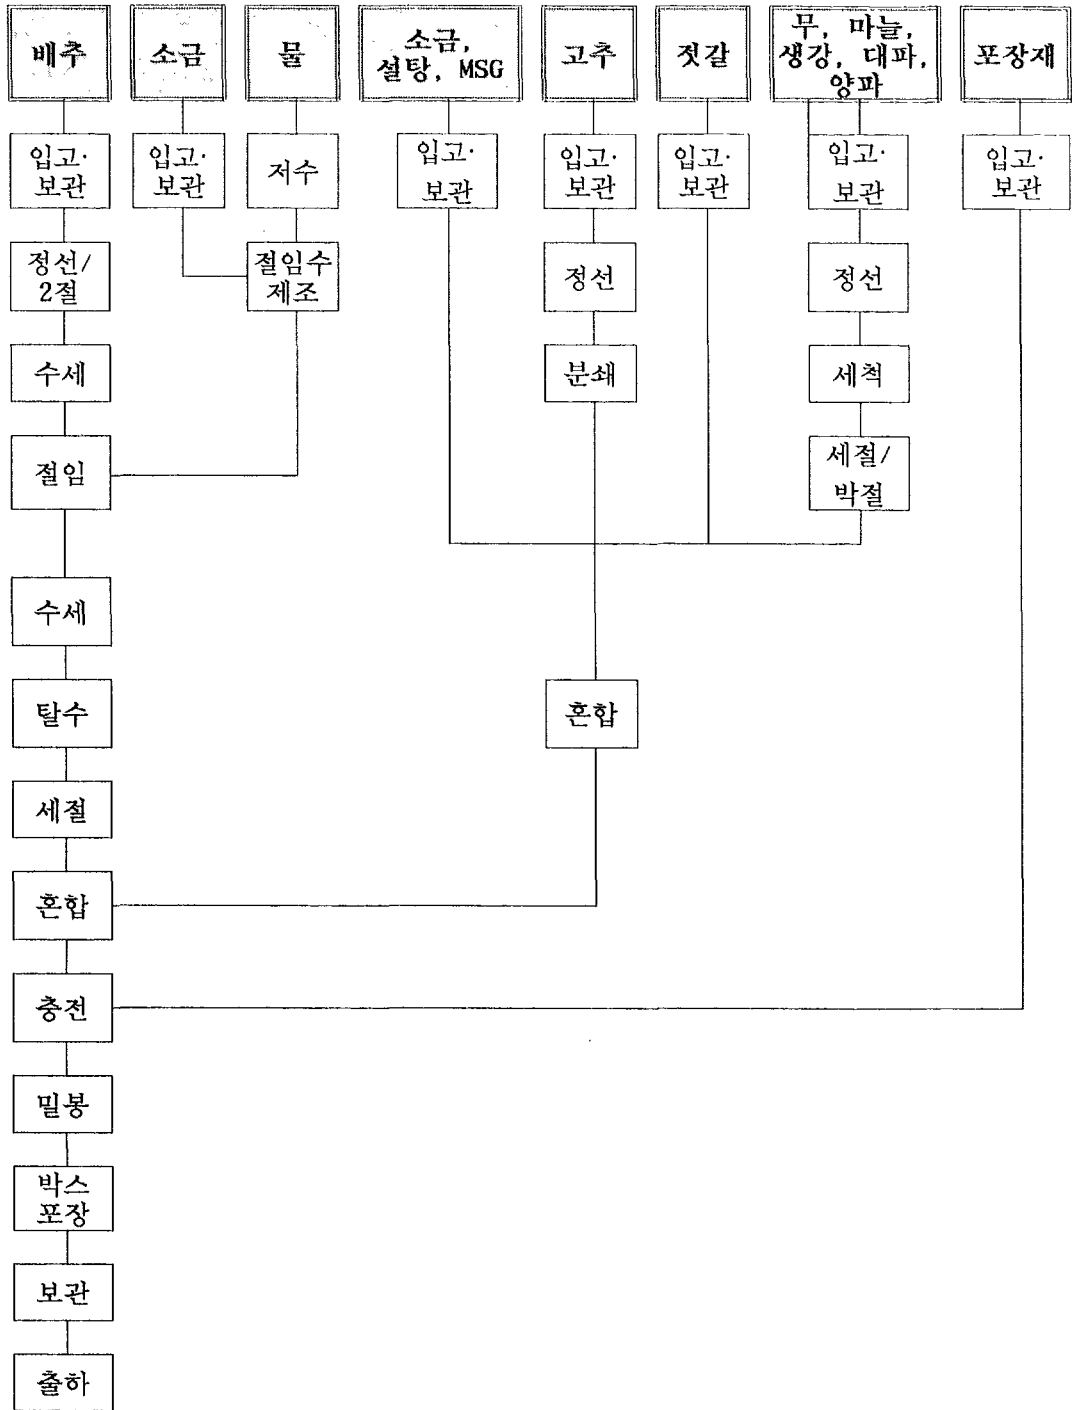 배추
소금
물
소금,
설탕, MSG
고추
젓갈
무, 마늘,
생강, 대파,
양파
포장재
입고·
보관
입고·
보관
저수
입고·
보관
입고·
보관
입고·
보관
입고·
보관
입고·
보관
정선/
2절
절임수
제조
정선
정선
수세
분쇄
세척
절임
세절/
박절
수세
탈수
혼합
세절
혼합
충전
밀봉
박스
포장
보관
출하